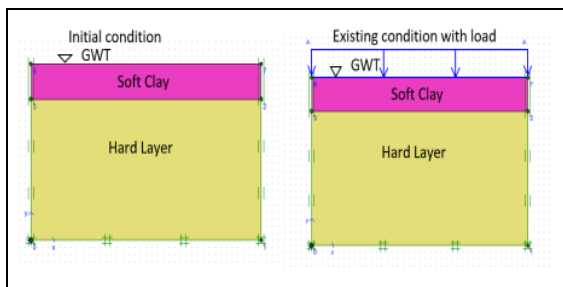 Initial condition
GWT
Soft Clay
Hard Layer
Existing condition with load
A A
GWT
Soft Clay
Hard Layer